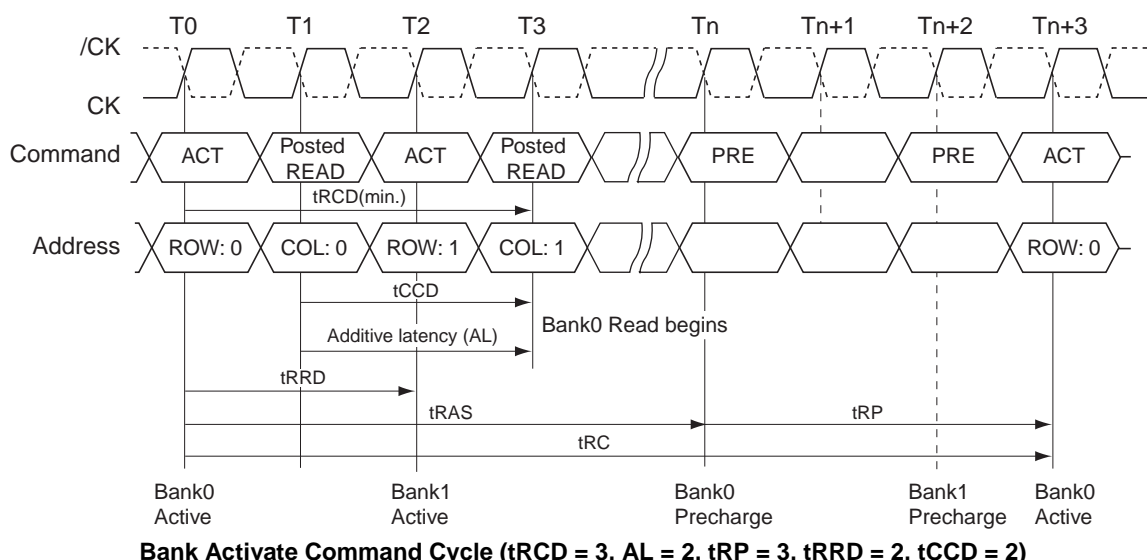 T0 T1 T2 T3 Tn Tn+1 Tn+2 Tn+3
/CK
CK
Command ACT Posted READ ACT Posted READ PRE PRE ACT
tRCD(min.)
Address ROW: 0 COL: 0 ROW: 1 COL: 1 ROW: 0
tCCD
Bank0 Read begins
Additive latency (AL)
tRRD
tRAS tRP
tRC
Bank0 Active Bank1 Active Bank0 Precharge Bank1 Precharge Bank0 Active
Bank Activate Command Cycle (tRCD = 3, AL = 2, tRP = 3, tRRD = 2, tCCD = 2)